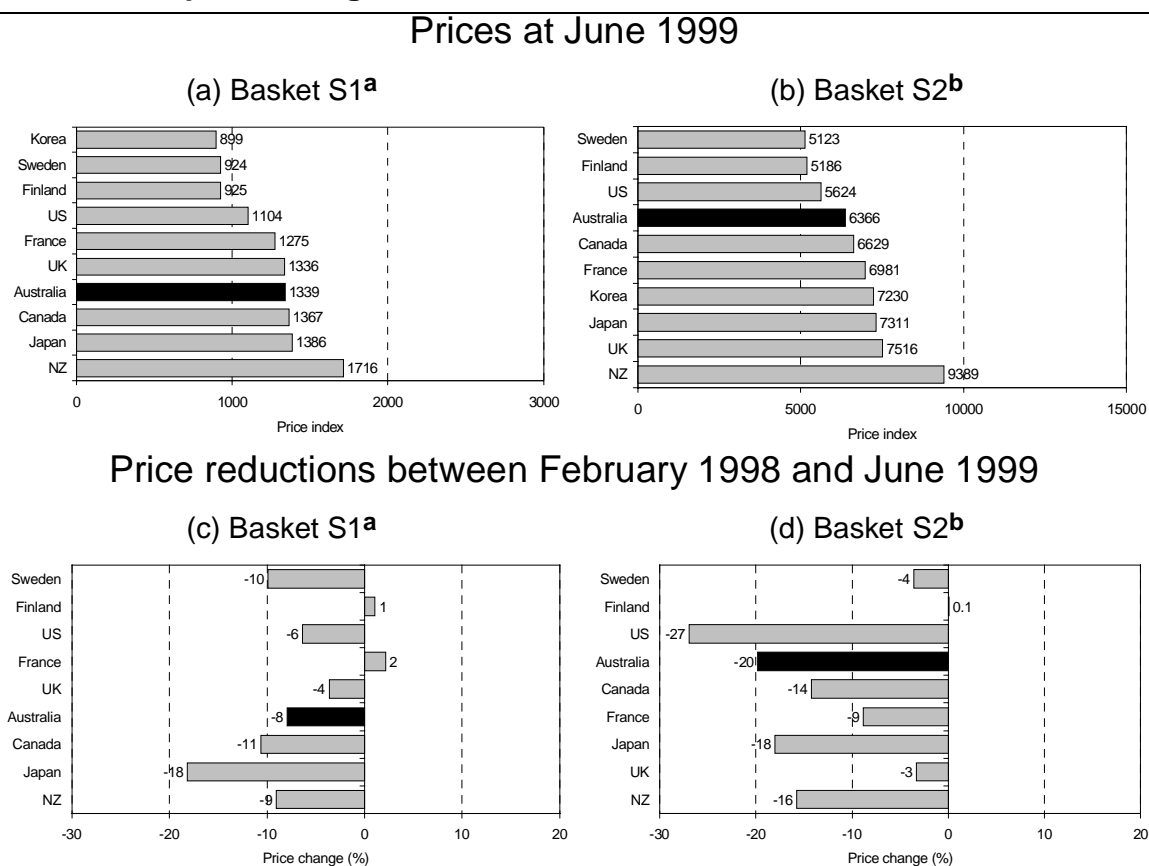 Prices at June 1999
(a) Basket S1a
Korea 899
Sweden 924
Finland 925
US 1104
France 1275
UK 1336
Australia 1339
Canada 1367
Japan 1386
NZ 1716
0 1000 2000 3000
Price index
(b) Basket S2b
Sweden 5123
Finland 5186
US 5624
Australia 6366
Canada 6629
France 6981
Korea 7230
Japan 7311
UK 7516
NZ 9389
0 5000 10000 15000
Price index
Price reductions between February 1998 and June 1999
(c) Basket S1a
Sweden -10
Finland 1
US -6
France 2
UK -4
Australia -8
Canada -11
Japan -18
NZ -9
-30 -20 -10 0 10 20
Price change (%)
(d) Basket S2b
Sweden -4
Finland 0.1
US -27
Australia -20
Canada -14
France -9
Japan -18
UK -3
NZ -16
-30 -20 -10 0 10 20
Price change (%)